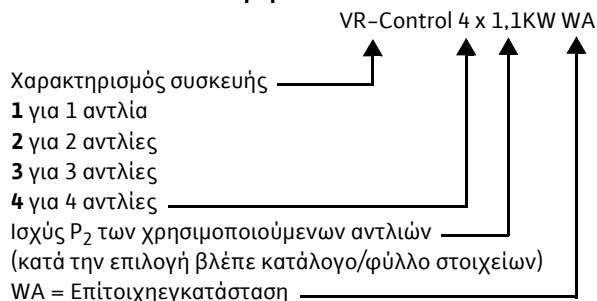 VR-Control 4 x 1,1KW WA
Χαρακτηρισμός συσκευής
1 για 1 αντλία
2 για 2 αντλίες
3 για 3 αντλίες
4 για 4 αντλίες
Ισχύς P2 των χρησιμοποιούμενων αντλιών
(κατά την επιλογή βλέπε κατάλογο/φύλλο στοιχείων)
WA = Επίτοιχηεγκατάσταση